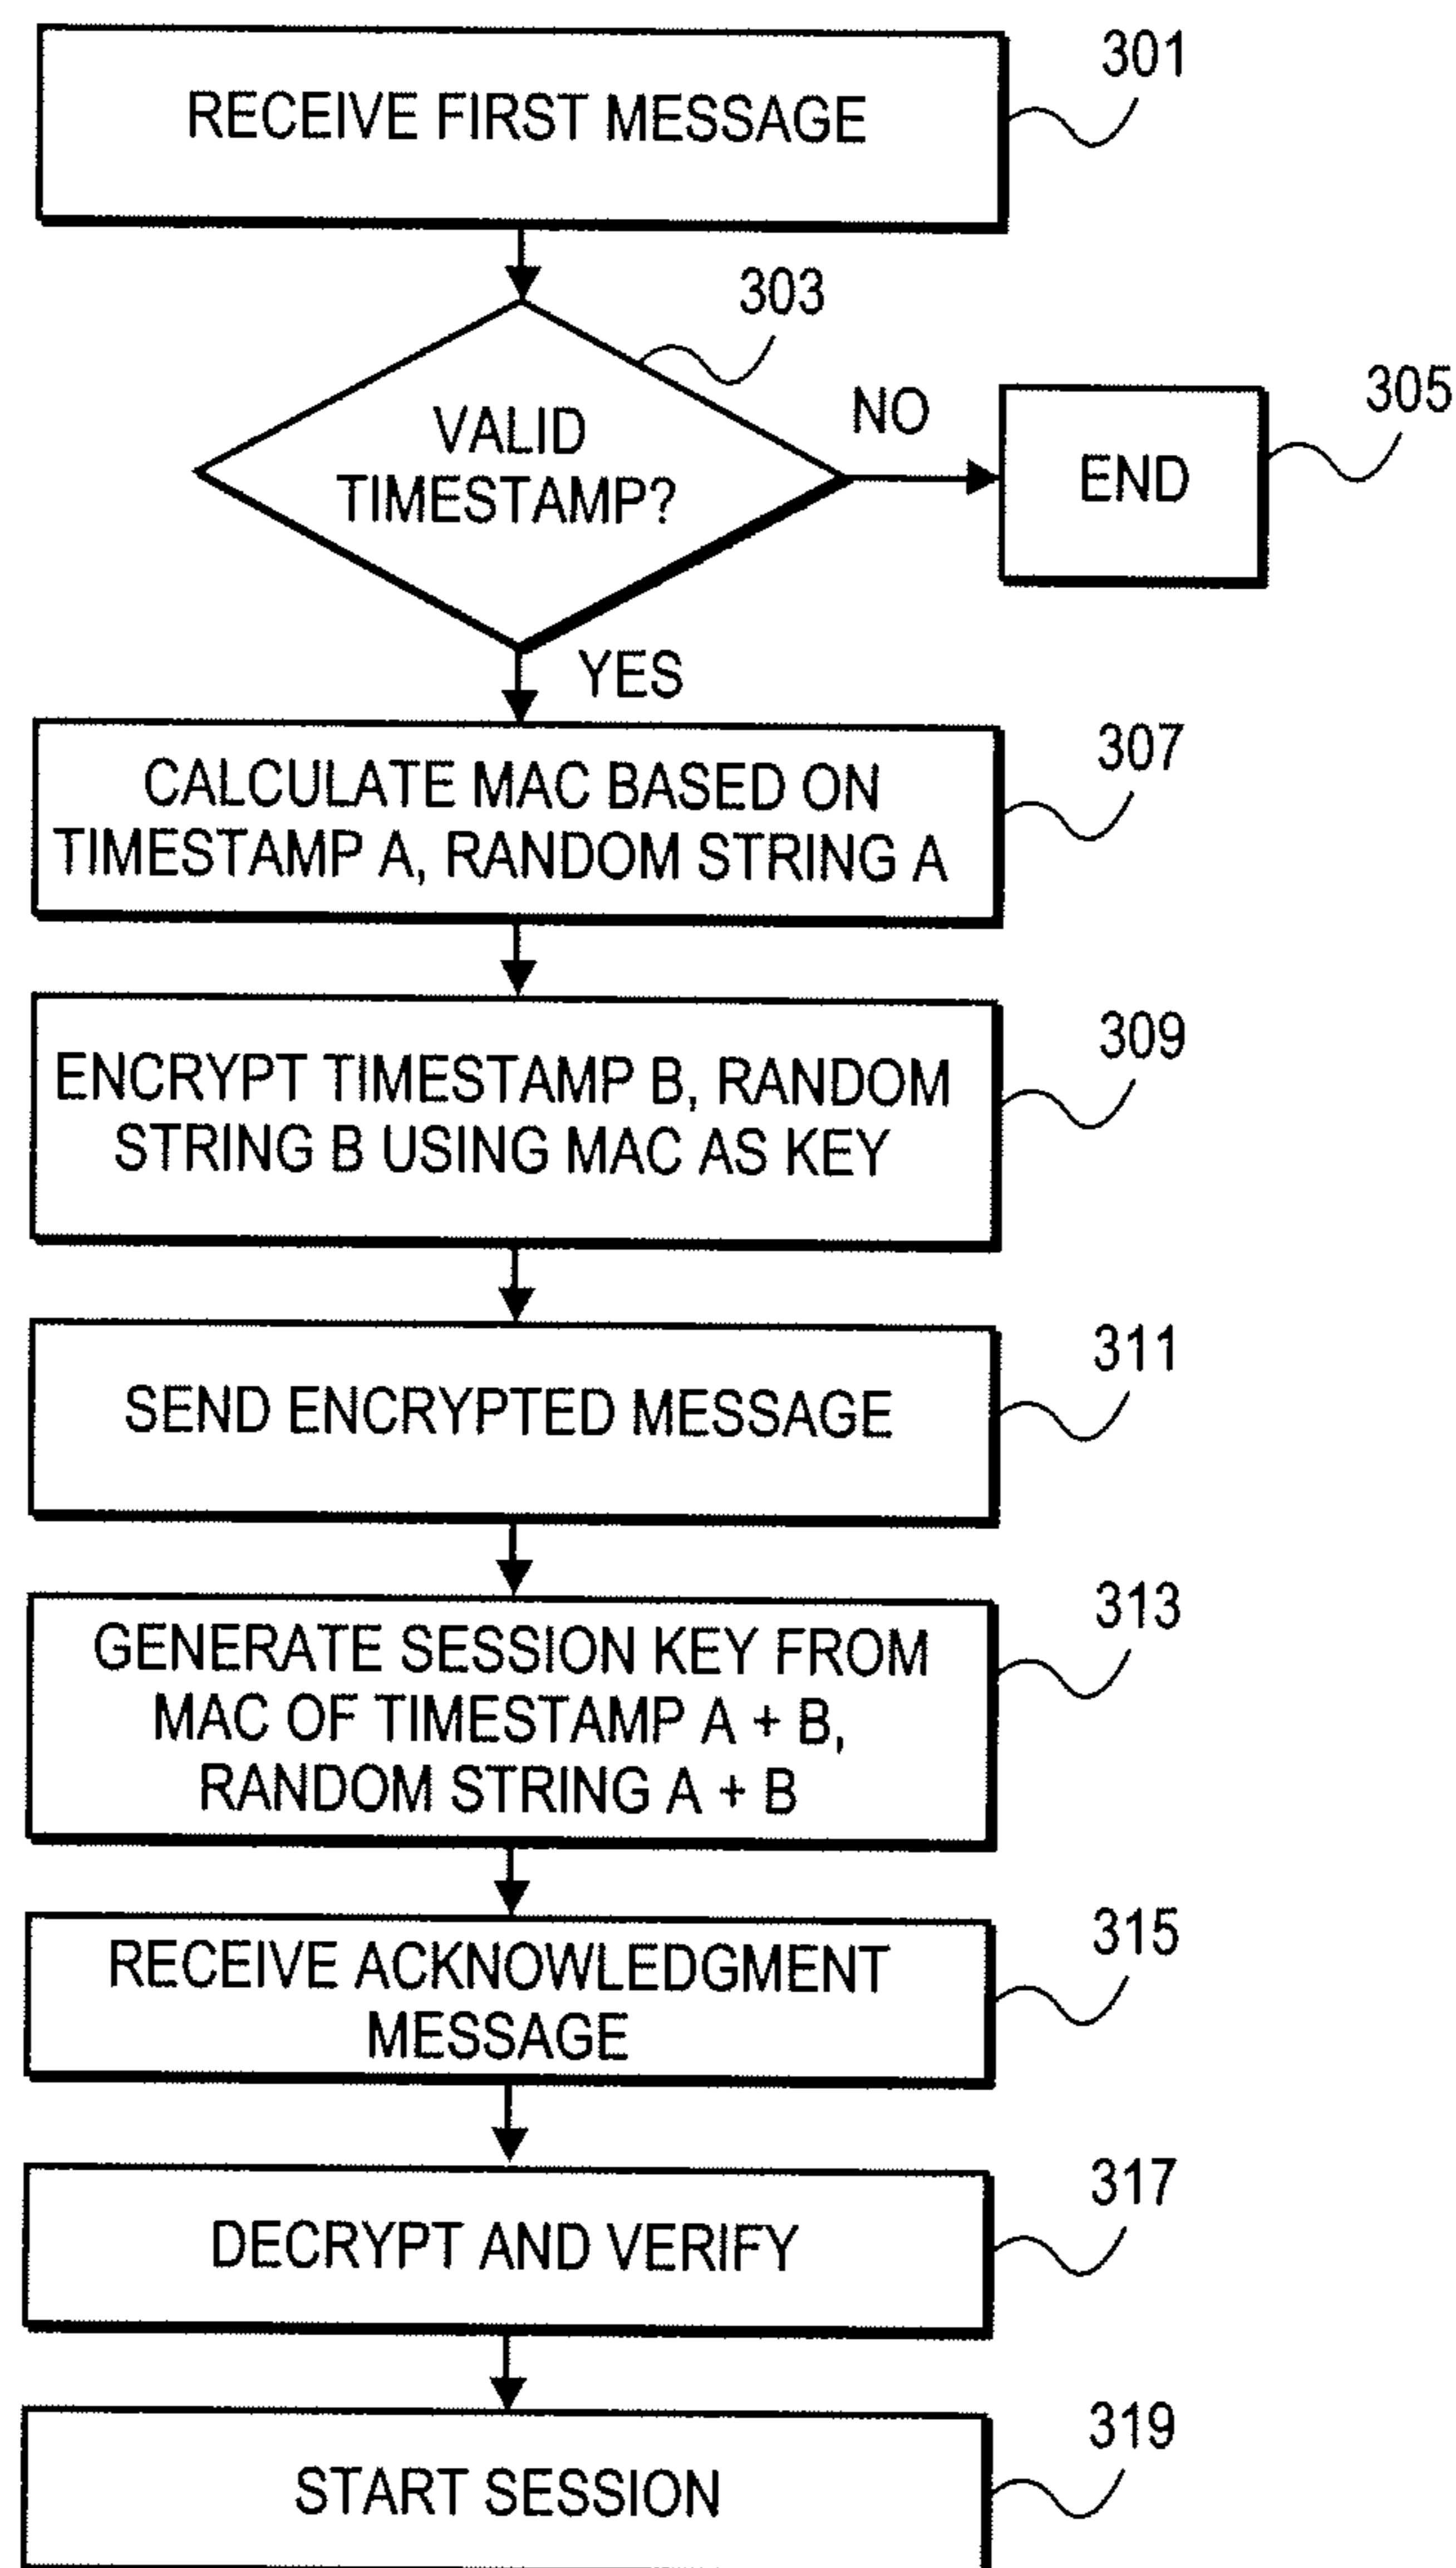 301
RECEIVE FIRST MESSAGE
303
VALID
TIMESTAMP?
NO
305
END
YES
307
CALCULATE MAC BASED ON
TIMESTAMP A, RANDOM STRING A
309
ENCRYPT TIMESTAMP B, RANDOM
STRING B USING MAC AS KEY
311
SEND ENCRYPTED MESSAGE
313
GENERATE SESSION KEY FROM
MAC OF TIMESTAMP A + B,
RANDOM STRING A + B
315
RECEIVE ACKNOWLEDGMENT
MESSAGE
317
DECRYPT AND VERIFY
319
START SESSION